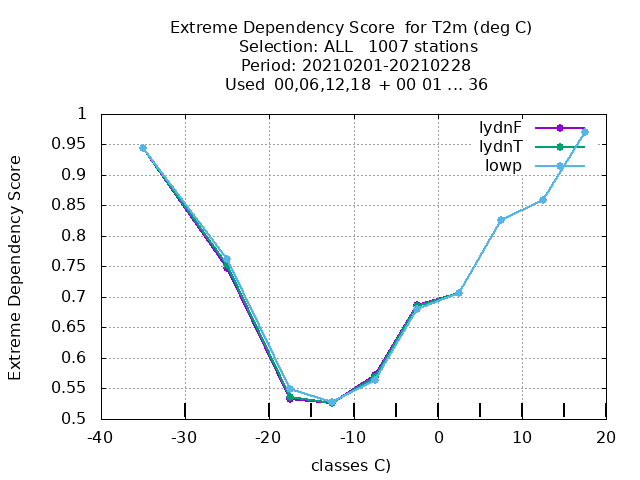 Extreme Dependency Score  for T2m (deg C)
Selection: ALL   1007 stations
Period: 20210201-20210228
Used  00,06,12,18 + 00 01 ... 36
Extreme Dependency Score
1
0.95
0.9
0.85
0.8
0.75
0.7
0.65
0.6
0.55
0.5
lydnF
lydnT
lowp
-40 -30 -20 -10 0 10 20
classes C)